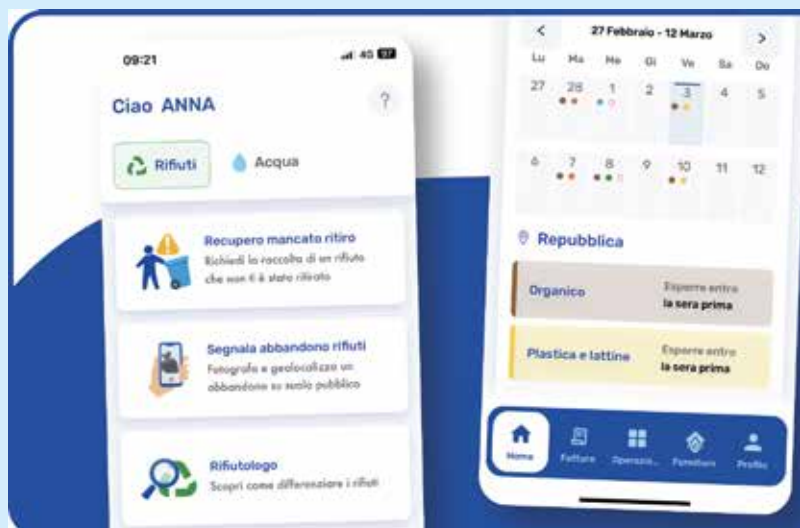 09:21
4G 97
Ciao ANNA
?
Rifiuti
Acqua
Recupero mancato ritiro
Richiedi la raccolta di un rifiuto
che non ti è stato ritirato
Segnala abbandono rifiuti
Fotografa e geolocalizza un
abbandono su suolo pubblico
Rifiutologo
Scopri come differenziare i rifiuti
< 27 Febbraio - 12 Marzo >
Lu Ma Me Gi Ve Sa Do
27 28 1 2 3 4 5
6 7 8 9 10 11 12
Repubblica
Organico
Esporre entro
la sera prima
Plastica e lattine
Esporre entro
la sera prima
Home
Fatture
Operazio...
Forniture
Profilo